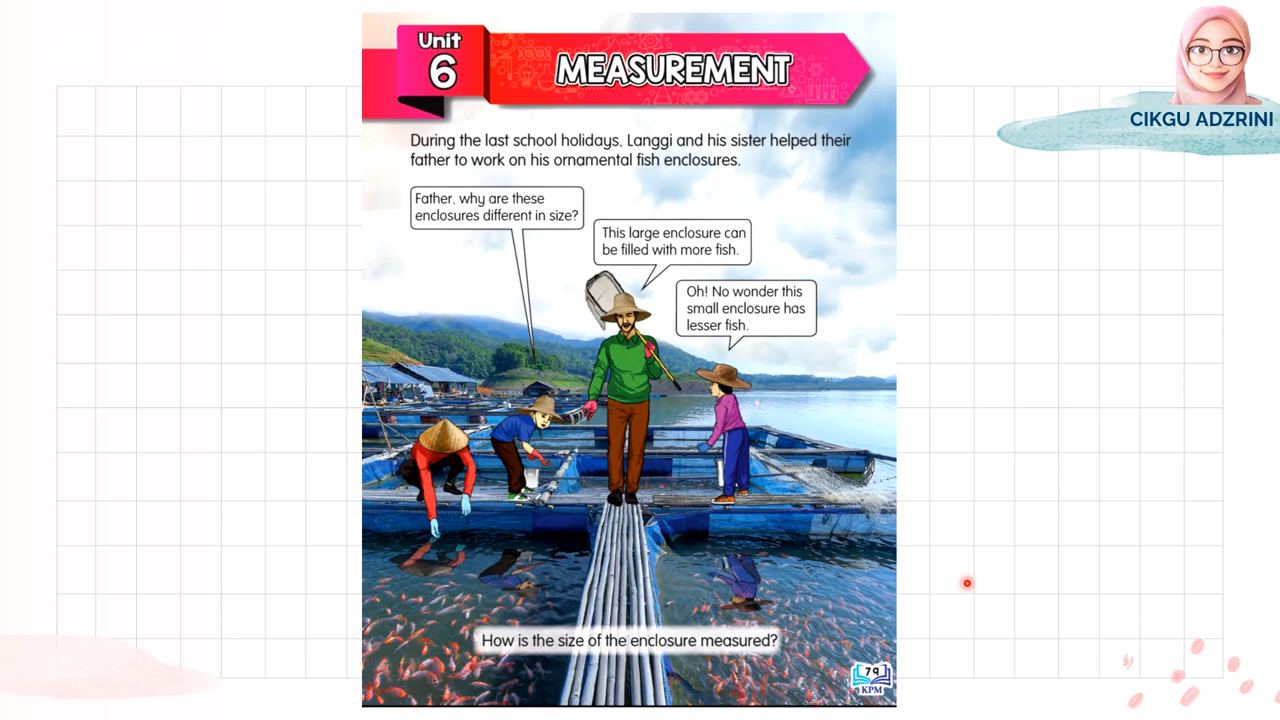 Unit
6
MEASUREMENT
CIKGU ADZRINI
During the last school holidays, Langgi and his sister helped their
father to work on his ornamental fish enclosures.
Father, why are these
enclosures different in size?
This large enclosure can
be filled with more fish.
Oh! No wonder this
small enclosure has
lesser fish.
How is the size of the enclosure measured?
79
KPM